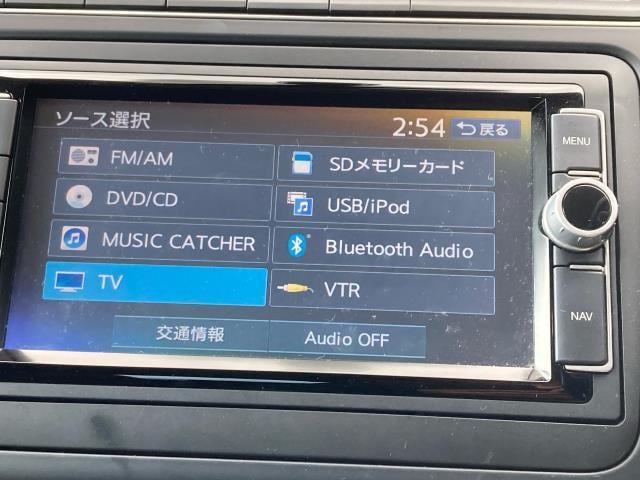 ソース選択
2:54
戻る
FM/AM
SDメモリーカード
DVD/CD
USB/iPod
MUSIC CATCHER
Bluetooth Audio
TV
VTR
交通情報
Audio OFF
MENU
NAV